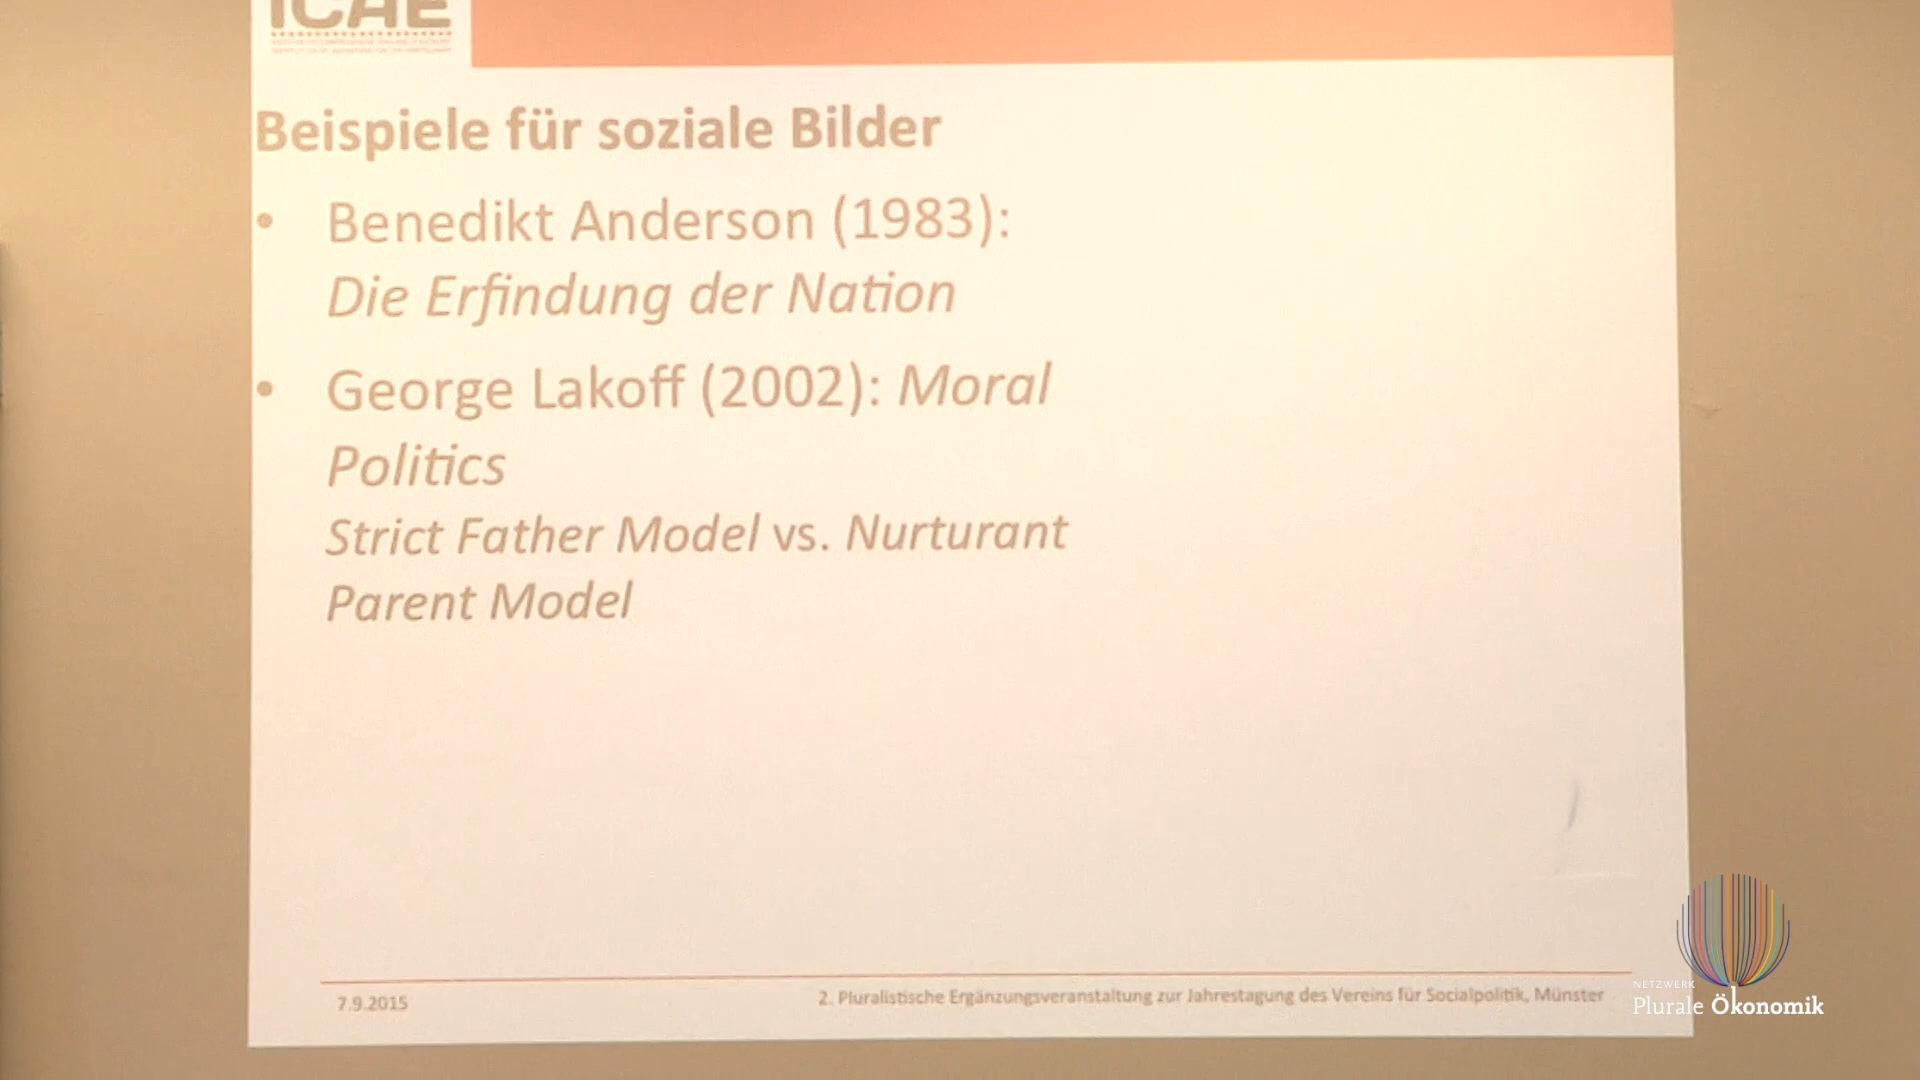 ICAE
Beispiele für soziale Bilder
• Benedikt Anderson (1983):
Die Erfindung der Nation
• George Lakoff (2002): Moral
Politics
Strict Father Model vs. Nurturant
Parent Model
7.9.2015
2. Pluralistische Ergänzungsveranstaltung zur Jahrestagung des Vereins für Socialpolitik, Münster
NETZWERK
Plurale Ökonomik